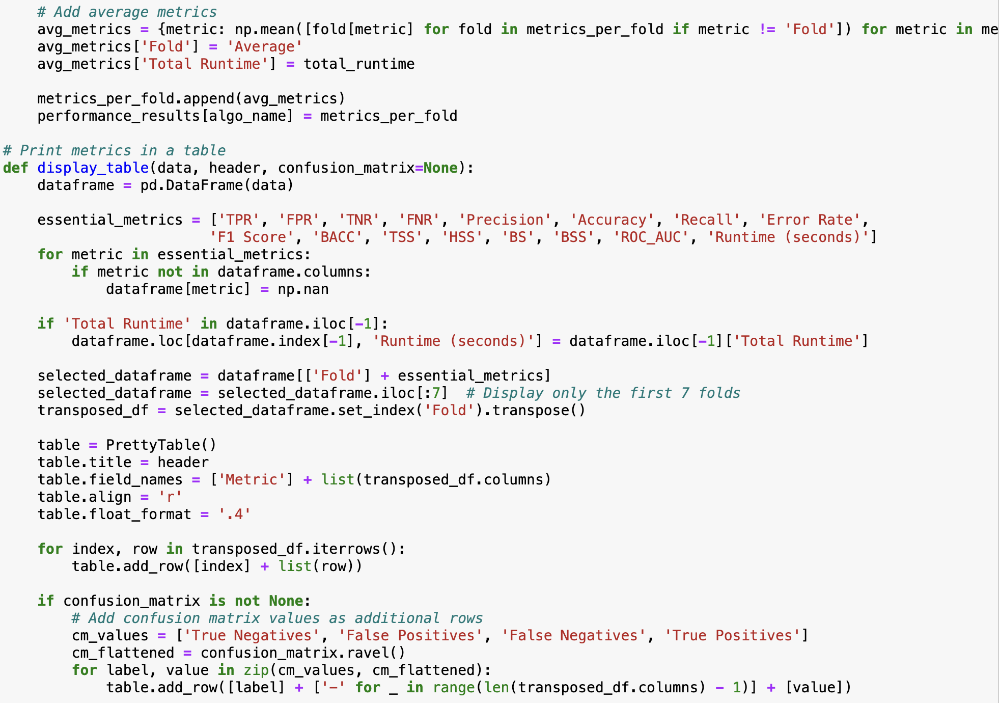 # Add average metrics
avg_metrics = {metric: np.mean([fold[metric] for fold in metrics_per_fold if metric != 'Fold']) for metric in me
avg_metrics['Fold'] = 'Average'
avg_metrics['Total Runtime'] = total_runtime
metrics_per_fold.append(avg_metrics)
performance_results[algo_name] = metrics_per_fold
# Print metrics in a table
def display_table(data, header, confusion_matrix=None):
dataframe = pd.DataFrame(data)
essential_metrics = ['TPR', 'FPR', 'TNR', 'FNR', 'Precision', 'Accuracy', 'Recall', 'Error Rate',
'F1 Score', 'BACC', 'TSS', 'HSS', 'BS', 'BSS', 'ROC_AUC', 'Runtime (seconds)']
for metric in essential_metrics:
if metric not in dataframe.columns:
dataframe[metric] = np.nan
if 'Total Runtime' in dataframe.iloc[-1]:
dataframe.loc[dataframe.index[-1], 'Runtime (seconds)'] = dataframe.iloc[-1]['Total Runtime']
selected_dataframe = dataframe[['Fold'] + essential_metrics]
selected_dataframe = selected_dataframe.iloc[:7]  # Display only the first 7 folds
transposed_df = selected_dataframe.set_index('Fold').transpose()
table = PrettyTable()
table.title = header
table.field_names = ['Metric'] + list(transposed_df.columns)
table.align = 'r'
table.float_format = '.4'
for index, row in transposed_df.iterrows():
table.add_row([index] + list(row))
if confusion_matrix is not None:
# Add confusion matrix values as additional rows
cm_values = ['True Negatives', 'False Positives', 'False Negatives', 'True Positives']
cm_flattened = confusion_matrix.ravel()
for label, value in zip(cm_values, cm_flattened):
table.add_row([label] + ['-' for _ in range(len(transposed_df.columns) - 1)] + [value])